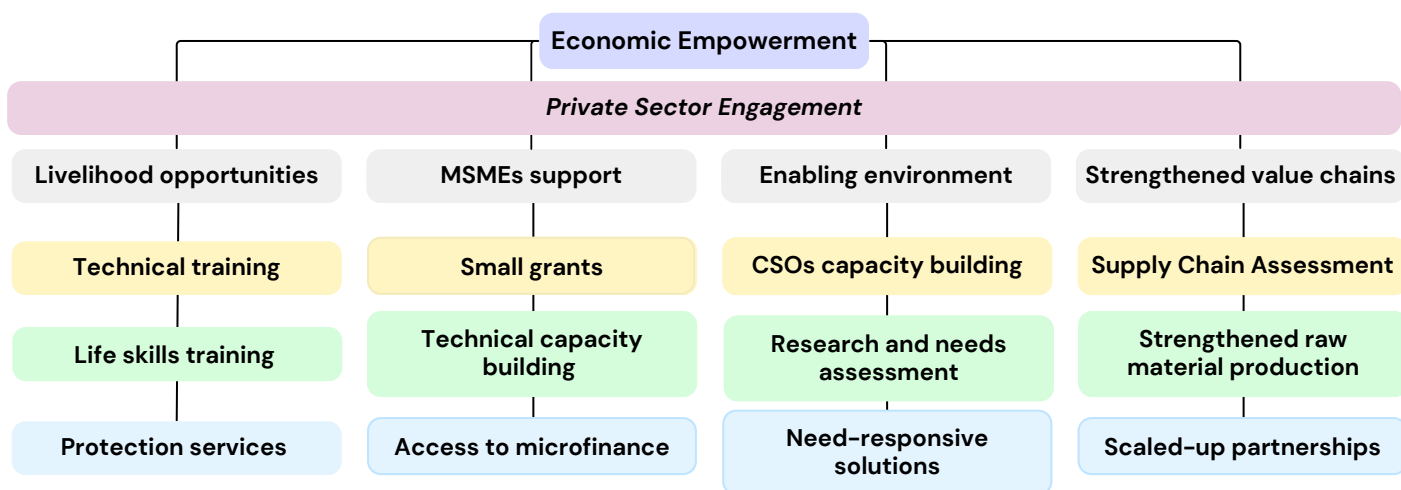 Economic Empowerment
Private Sector Engagement
Livelihood opportunities
MSMEs support
Enabling environment
Strengthened value chains
Technical training
Small grants
CSOs capacity building
Supply Chain Assessment
Life skills training
Technical capacity
building
Research and needs
assessment
Strengthened raw
material production
Protection services
Access to microfinance
Need-responsive
solutions
Scaled-up partnerships